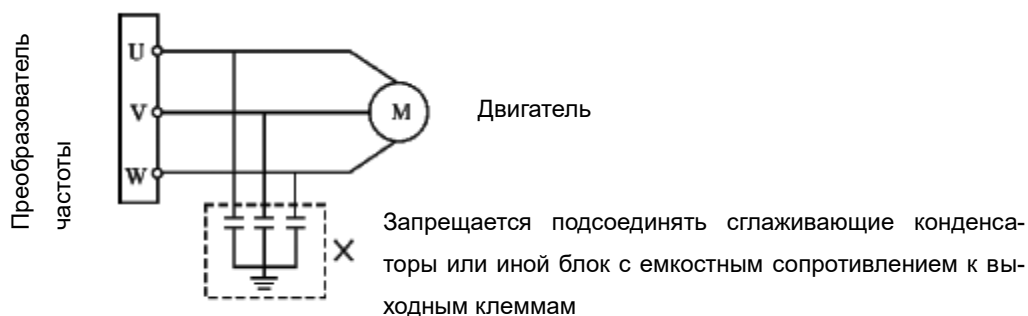 Преобразователь
частоты
U
V
W
M
Двигатель
Запрещается подсоединять сглаживающие конденса-
торы или иной блок с емкостным сопротивлением к вы-
ходным клеммам